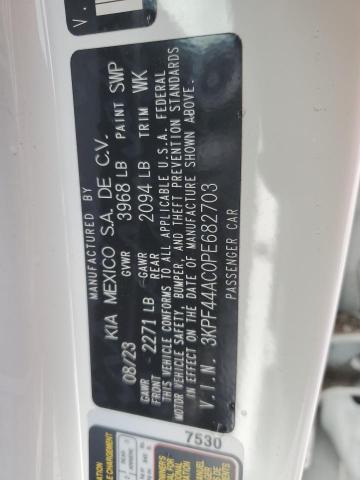 MANUFACTURED BY
KIA MEXICO S.A. DE C.V.
08/23 GVWR 3968 LB PAINT SWP
GAWR FRONT 2271 LB GAWR REAR 2094 LB TRIM WK
THIS VEHICLE CONFORMS TO ALL APPLICABLE U.S.A. FEDERAL
MOTOR VEHICLE SAFETY, BUMPER, AND THEFT PREVENTION STANDARDS
IN EFFECT ON THE DATE OF MANUFACTURE SHOWN ABOVE.
V.I.N. 3KPF44AC0PE682703
PASSENGER CAR
7530
V.